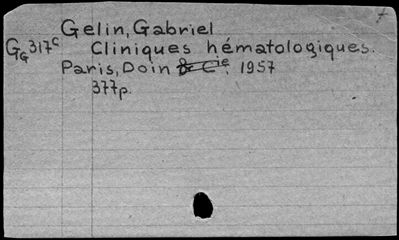 Gelin, Gabriel
GG 317c Cliniques hématologiques.
Paris, Doin & Cie. 1957
377p.